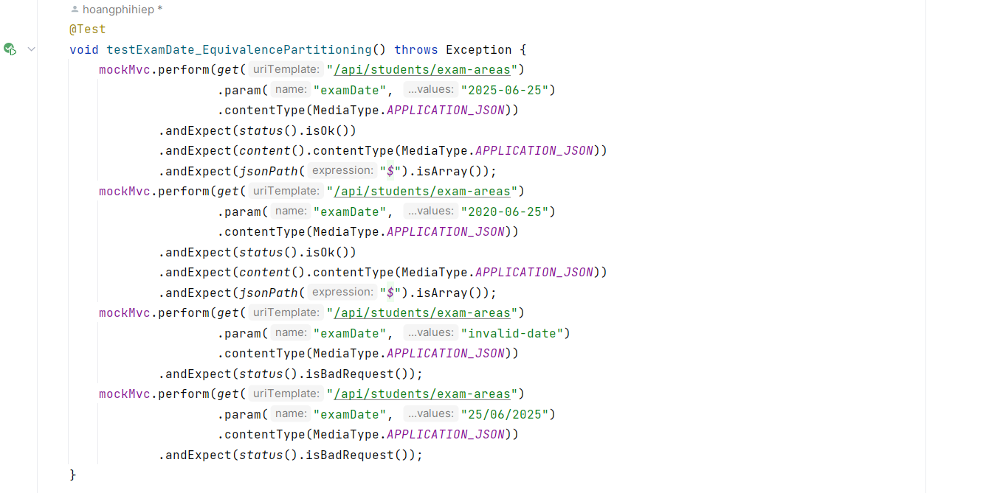 hoangphihiep *
@Test
void testExamDate_EquivalencePartitioning() throws Exception {
mockMvc.perform(get( uriTemplate: "/api/students/exam-areas")
.param( name: "examDate", ...values: "2025-06-25")
.contentType(MediaType.APPLICATION_JSON))
.andExpect(status().isOk())
.andExpect(content().contentType(MediaType.APPLICATION_JSON))
.andExpect(jsonPath( expression: "$").isArray());
mockMvc.perform(get( uriTemplate: "/api/students/exam-areas")
.param( name: "examDate", ...values: "2020-06-25")
.contentType(MediaType.APPLICATION_JSON))
.andExpect(status().isOk())
.andExpect(content().contentType(MediaType.APPLICATION_JSON))
.andExpect(jsonPath( expression: "$").isArray());
mockMvc.perform(get( uriTemplate: "/api/students/exam-areas")
.param( name: "examDate", ...values: "invalid-date")
.contentType(MediaType.APPLICATION_JSON))
.andExpect(status().isBadRequest());
mockMvc.perform(get( uriTemplate: "/api/students/exam-areas")
.param( name: "examDate", ...values: "25/06/2025")
.contentType(MediaType.APPLICATION_JSON))
.andExpect(status().isBadRequest());
}